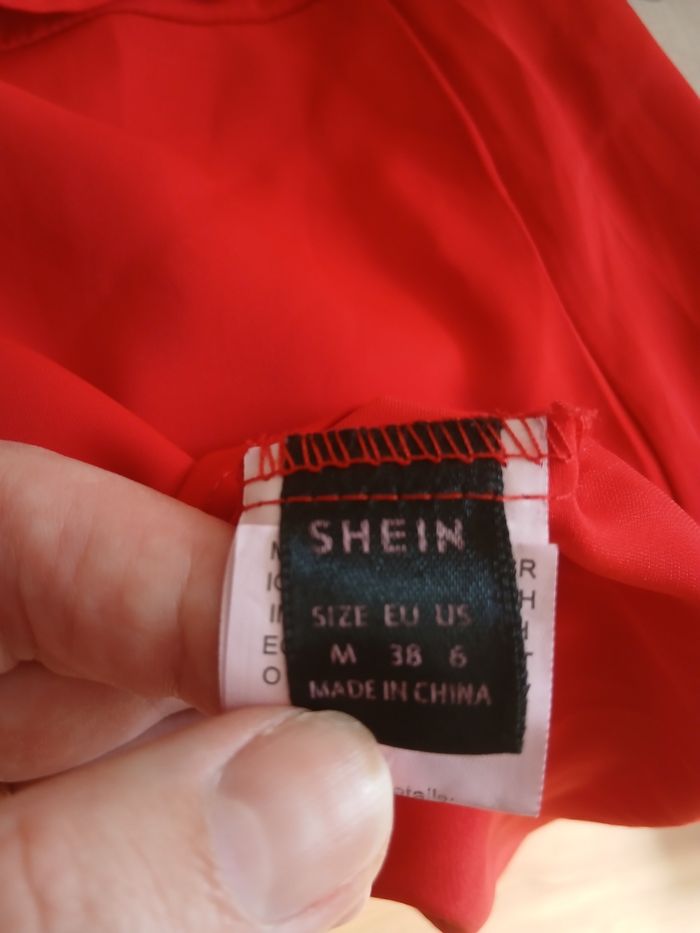 SHEIN
SIZE EU US
M 38 6
MADE IN CHINA
R
H
E
O